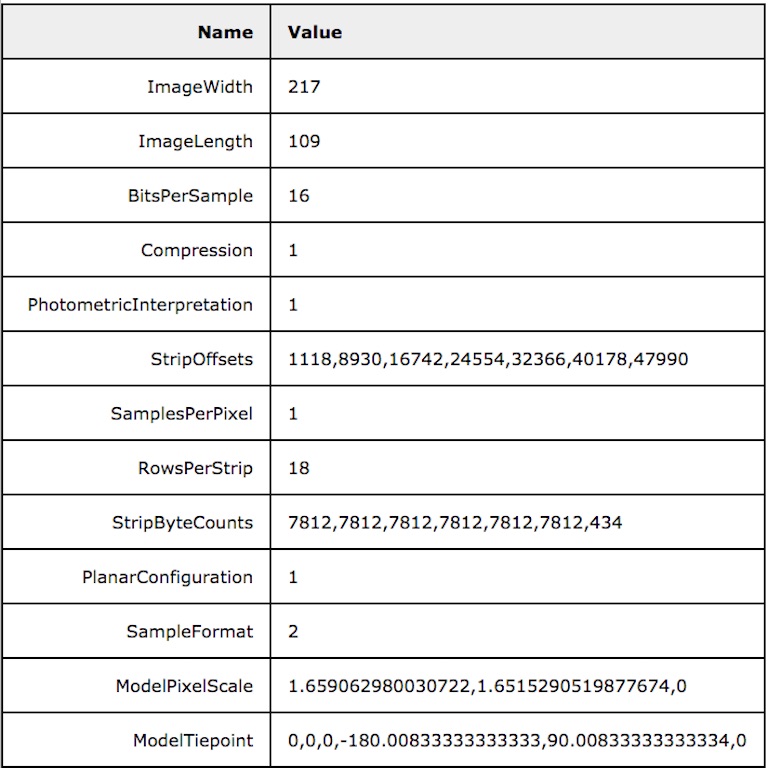 Name Value
ImageWidth 217
ImageLength 109
BitsPerSample 16
Compression 1
PhotometricInterpretation 1
StripOffsets 1118,8930,16742,24554,32366,40178,47990
SamplesPerPixel 1
RowsPerStrip 18
StripByteCounts 7812,7812,7812,7812,7812,7812,434
PlanarConfiguration 1
SampleFormat 2
ModelPixelScale 1.659062980030722,1.6515290519877674,0
ModelTiepoint 0,0,0,-180.00833333333333,90.00833333333334,0